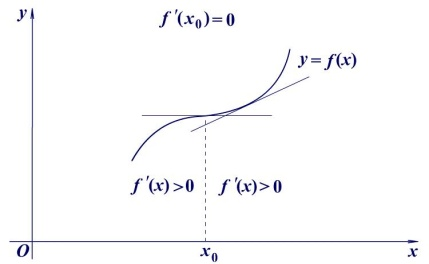 y
f '(x₀) = 0
y = f(x)
f '(x) > 0
f '(x) > 0
O
x₀
x